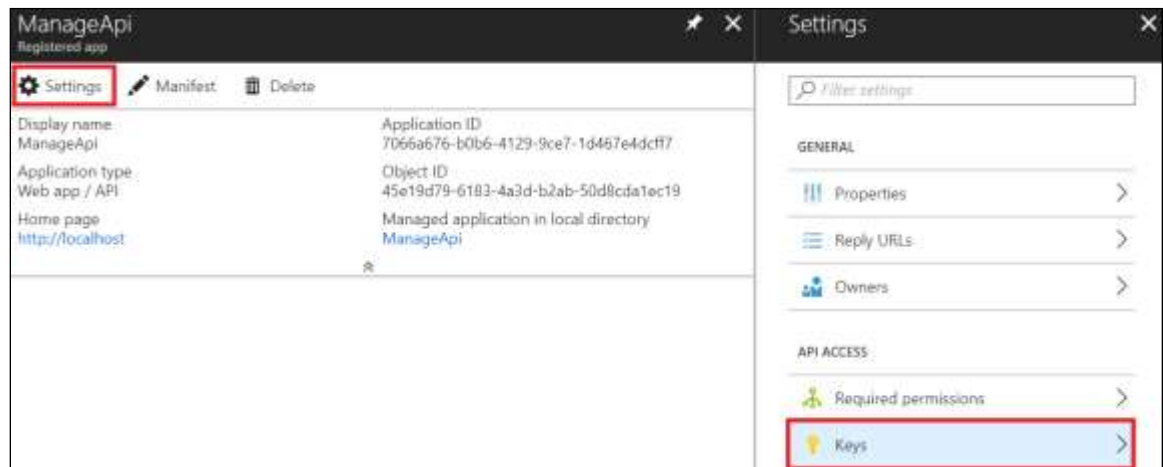 ManageApi
Registered app
Settings Manifest Delete
Display name
ManageApi
Application ID
7066a676-b0b6-4129-9ce7-1d467e4dcff7
Application type
Web app / API
Object ID
45e19d79-6183-4a3d-b2ab-50d8cda1ec19
Home page
http://localhost
Managed application in local directory
ManageApi
Settings
Filter settings
GENERAL
Properties
Reply URLs
Owners
API ACCESS
Required permissions
Keys